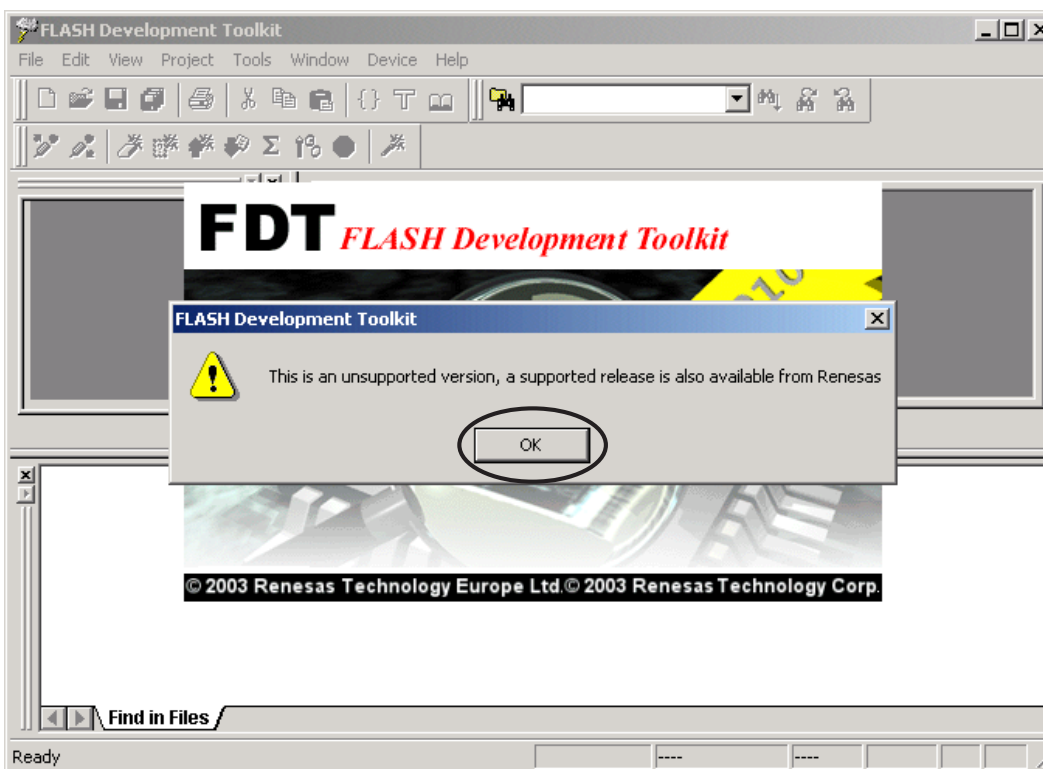 FLASH Development Toolkit
File Edit View Project Tools Window Device Help
FDT FLASH Development Toolkit
010
FLASH Development Toolkit
This is an unsupported version, a supported release is also available from Renesas
OK
© 2003 Renesas Technology Europe Ltd.© 2003 Renesas Technology Corp.
Find in Files
Ready
---- ----